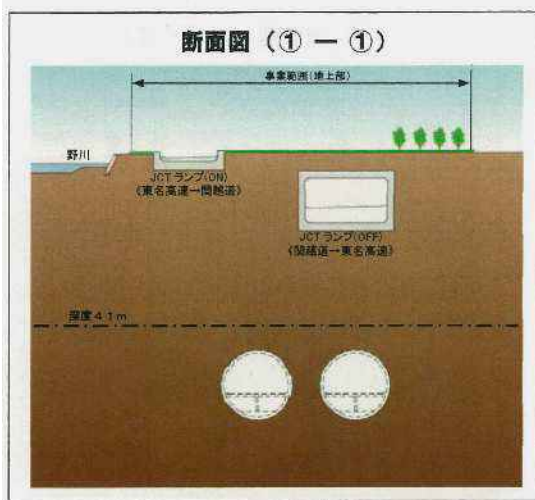 断面図(① ー ①)
事業範囲(地上部)
野川
JCTランプ(ON)
《東名高速→関越道》
JCTランプ(OFF)
《関越道→東名高速》
深度41m